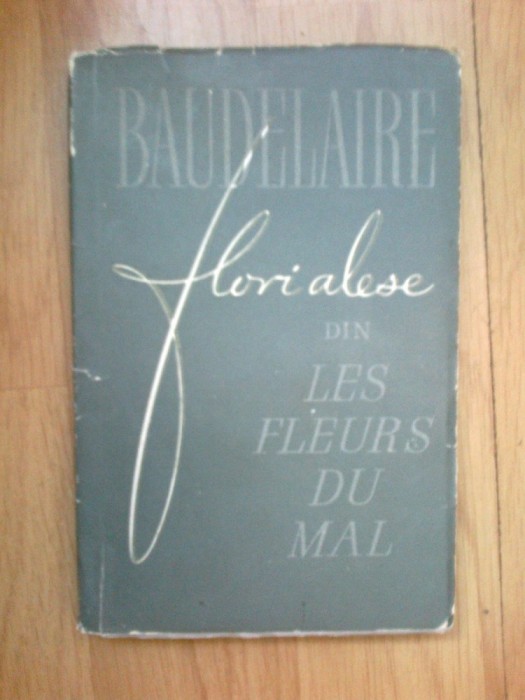 BAUDELAIRE
flori alese
DIN
LES
FLEURS
DU
MAL